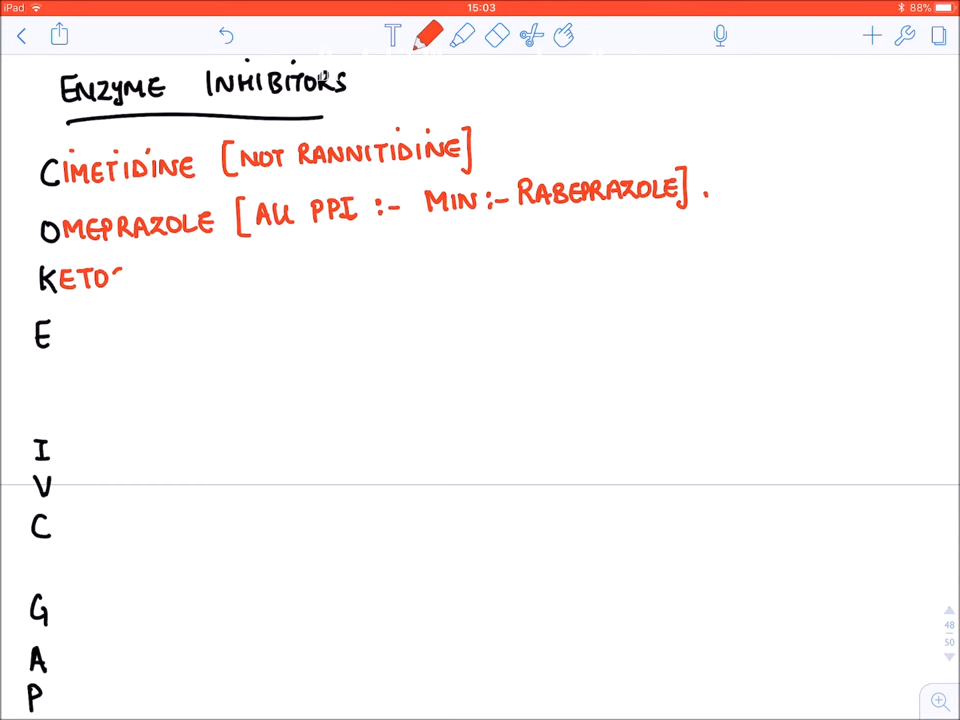 iPad 15:03 88%
T
ENZYME INHIBITORS
CIMETIDINE [NOT RANNITIDINE]
OMEPRAZOLE [All PPI :- MIN :- RABEPRAZOLE].
KETO
E
I
V
C
G
A
P
48
50